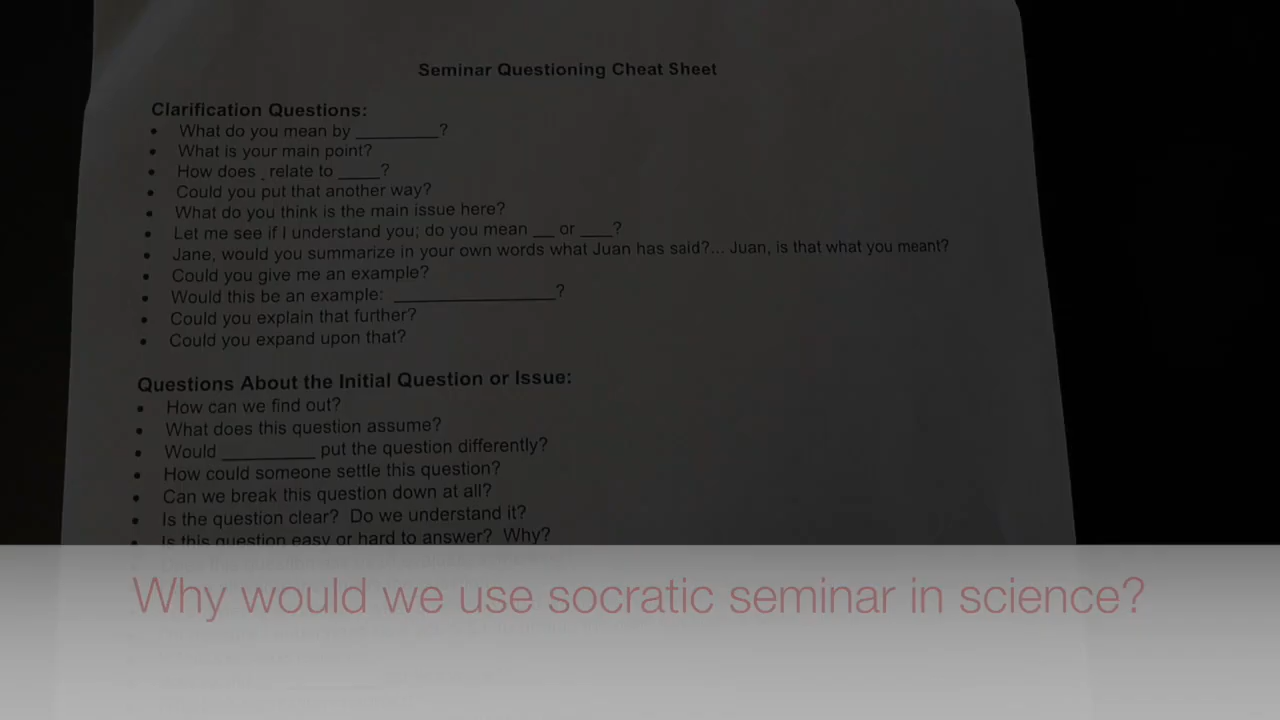 Seminar Questioning Cheat Sheet
Clarification Questions:
• What do you mean by _________?
• What is your main point?
• How does _relate to _____?
• Could you put that another way?
• What do you think is the main issue here?
• Let me see if I understand you; do you mean __ or ___?
• Jane, would you summarize in your own words what Juan has said?... Juan, is that what you meant?
• Could you give me an example?
• Would this be an example: _________________?
• Could you explain that further?
• Could you expand upon that?
Questions About the Initial Question or Issue:
• How can we find out?
• What does this question assume?
• Would __________ put the question differently?
• How could someone settle this question?
• Can we break this question down at all?
• Is the question clear? Do we understand it?
• Is this question easy or hard to answer? Why?
Why would we use socratic seminar in science?